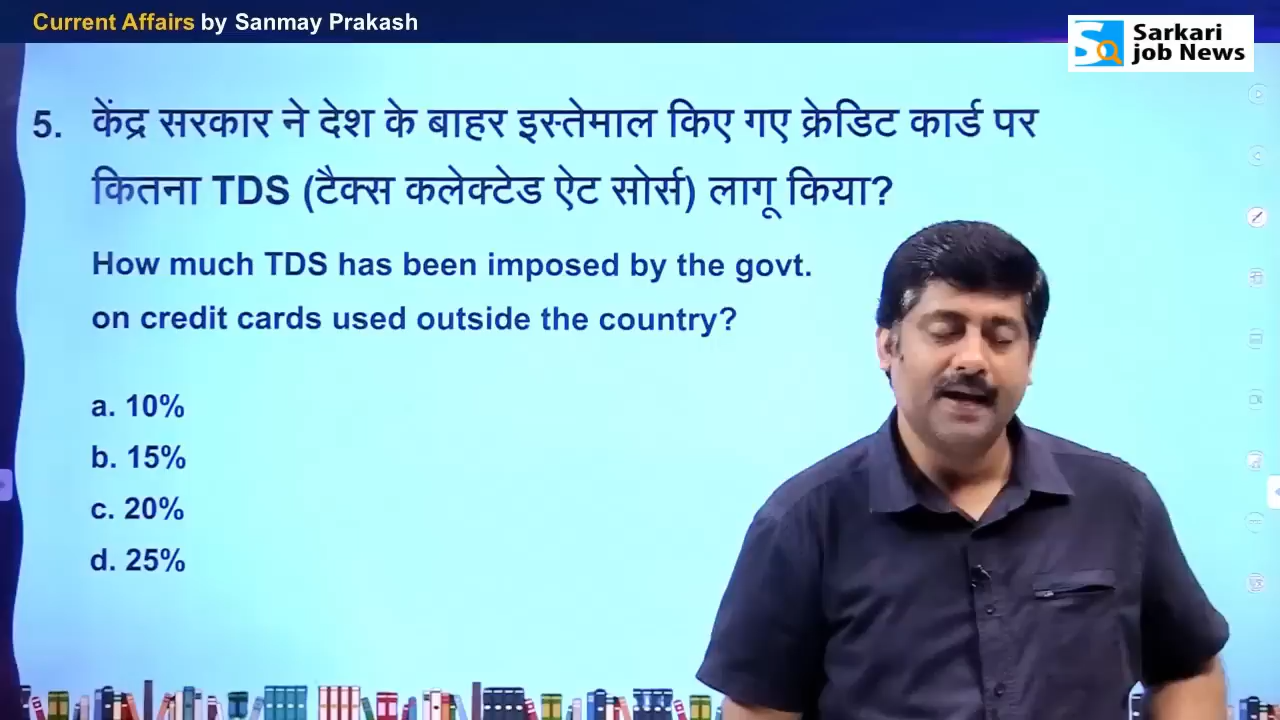 Current Affairs by Sanmay Prakash
Sarkari
job News
5. केंद्र सरकार ने देश के बाहर इस्तेमाल किए गए क्रेडिट कार्ड पर
कितना TDS (टैक्स कलेक्टेड ऐट सोर्स) लागू किया?
How much TDS has been imposed by the govt.
on credit cards used outside the country?
a. 10%
b. 15%
c. 20%
d. 25%